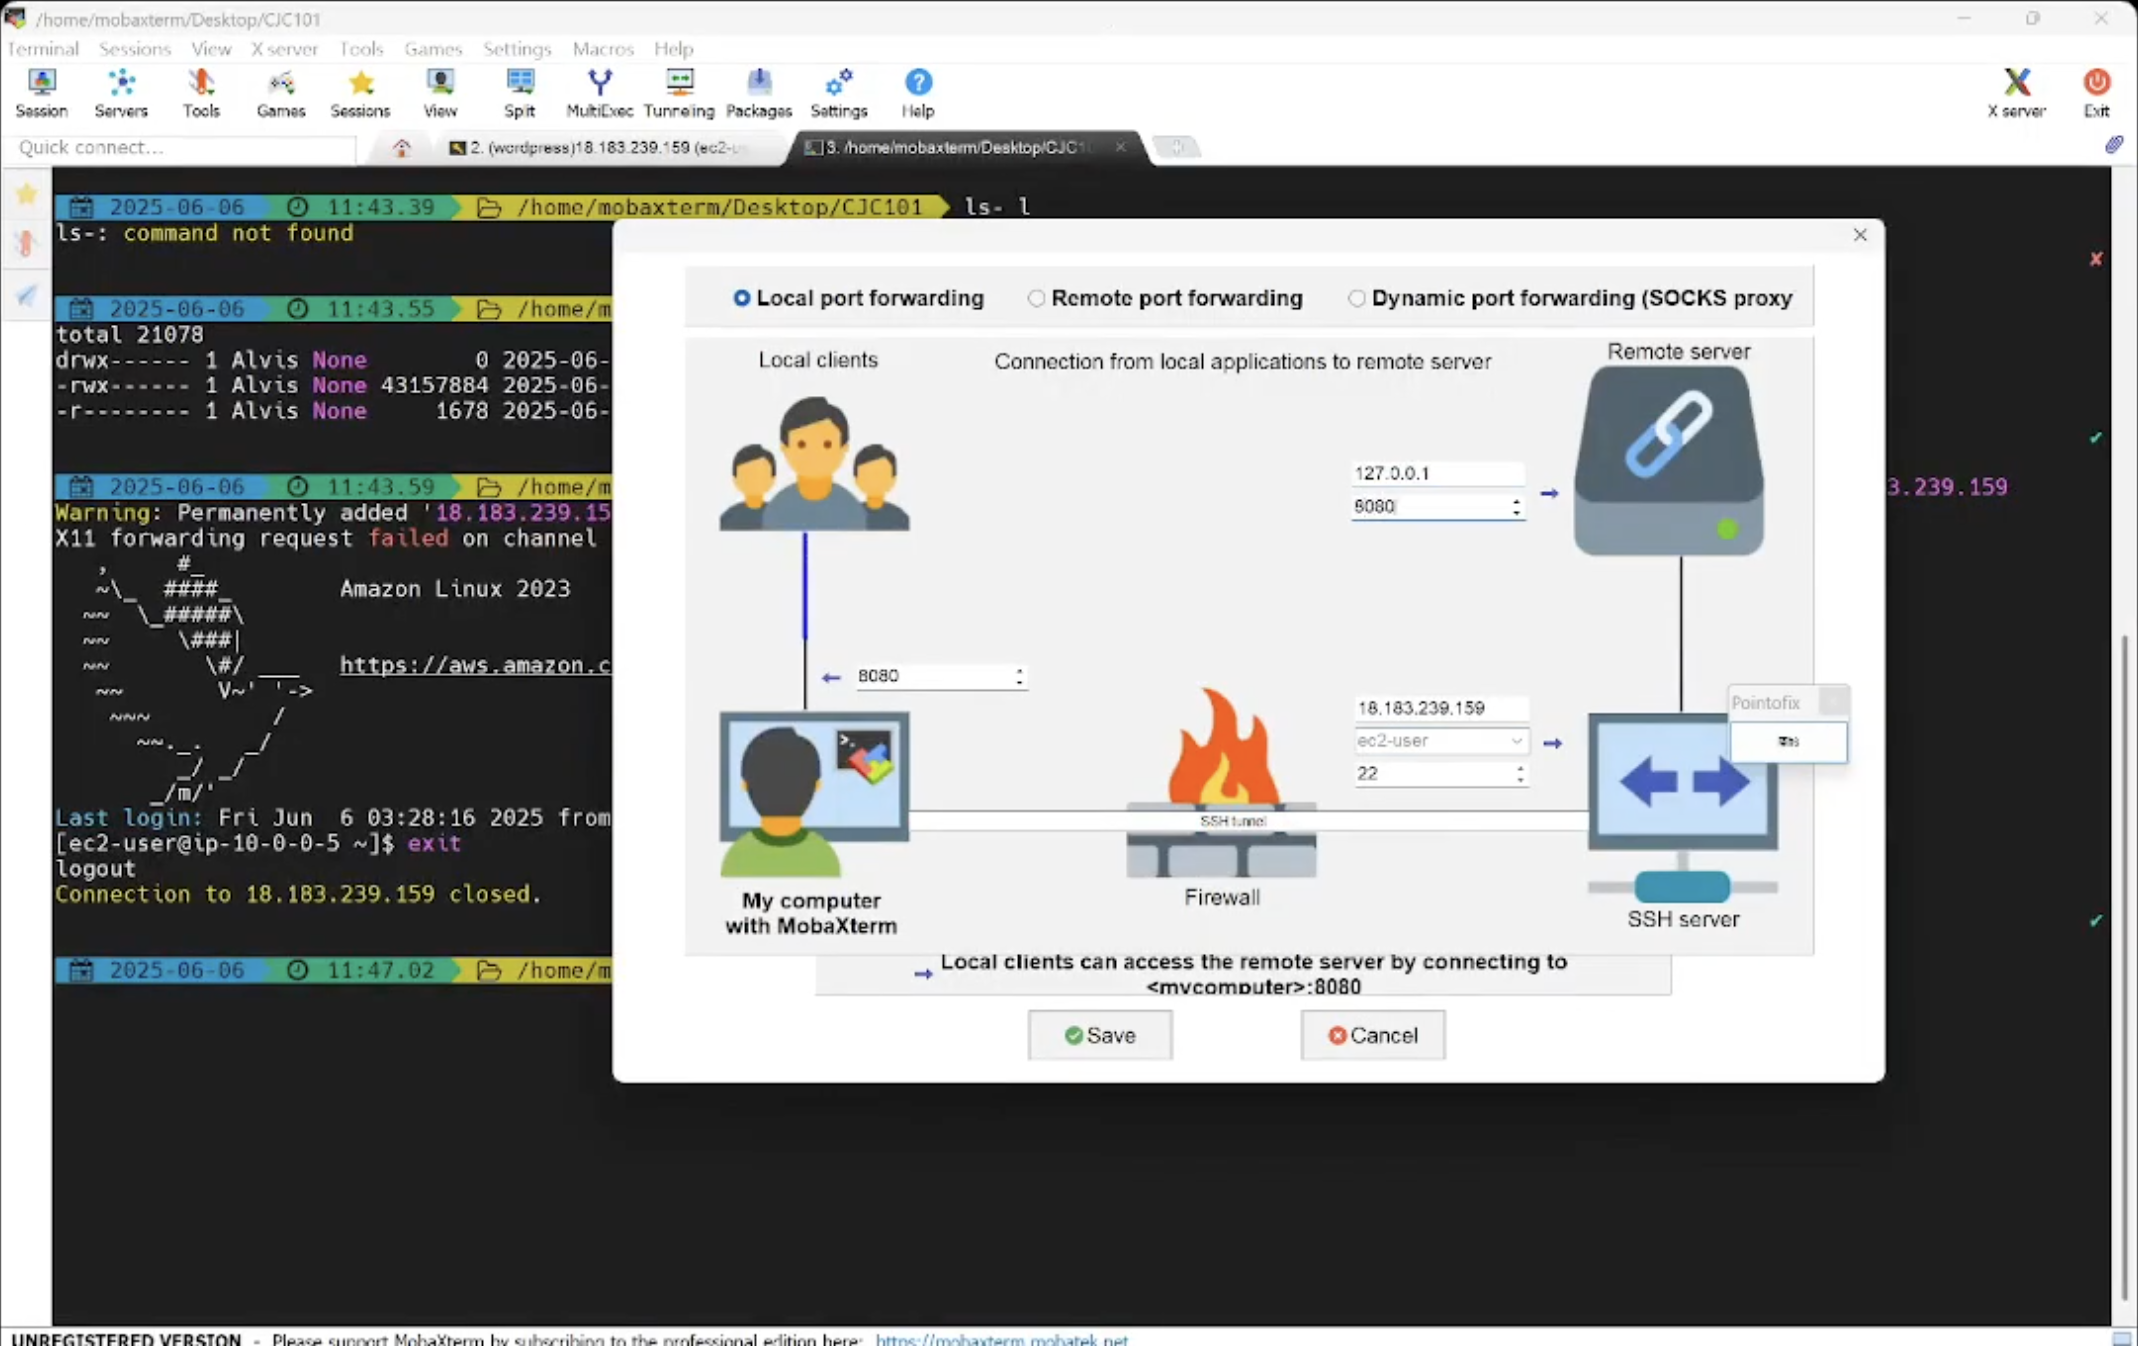 /home/mobaxterm/Desktop/CJC101
Terminal Sessions View X server Tools Games Settings Macros Help
Session Servers Tools Games Sessions View Split MultiExec Tunneling Packages Settings Help X server Exit
Quick connect...
2. (wordpress)18.183.239.159 (ec2-us
3. /home/mobaxterm/Desktop/CJC1
2025-06-06 11:43.39 /home/mobaxterm/Desktop/CJC101 ls- l
ls-: command not found
2025-06-06 11:43.55 /home/m
total 21078
drwx------ 1 Alvis None 0 2025-06-
-rwx------ 1 Alvis None 43157884 2025-06-
-r-------- 1 Alvis None 1678 2025-06-
2025-06-06 11:43.59 /home/m
3.239.159
Warning: Permanently added '18.183.239.15
X11 forwarding request failed on channel
, #_
~\_ ####_ Amazon Linux 2023
~~ \_#####\
~~ \###|
~~ \#/ ___ https://aws.amazon.c
~~ V~' '->
~~~ /
~~._. _/
_/ _/
_/m/'
Last login: Fri Jun 6 03:28:16 2025 from
[ec2-user@ip-10-0-0-5 ~]$ exit
logout
Connection to 18.183.239.159 closed.
2025-06-06 11:47.02 /home/m
Local port forwarding
Remote port forwarding
Dynamic port forwarding (SOCKS proxy
Local clients
Connection from local applications to remote server
Remote server
127.0.0.1
8080
8080
18.183.239.159
ec2-user
22
Pointofix
SSH tunnel
My computer
with MobaXterm
Firewall
SSH server
Local clients can access the remote server by connecting to
<mycomputer>:8080
Save
Cancel
UNREGISTERED VERSION - Please support MobaXterm by subscribing to the professional edition here: https://mobaxterm.mobatek.net